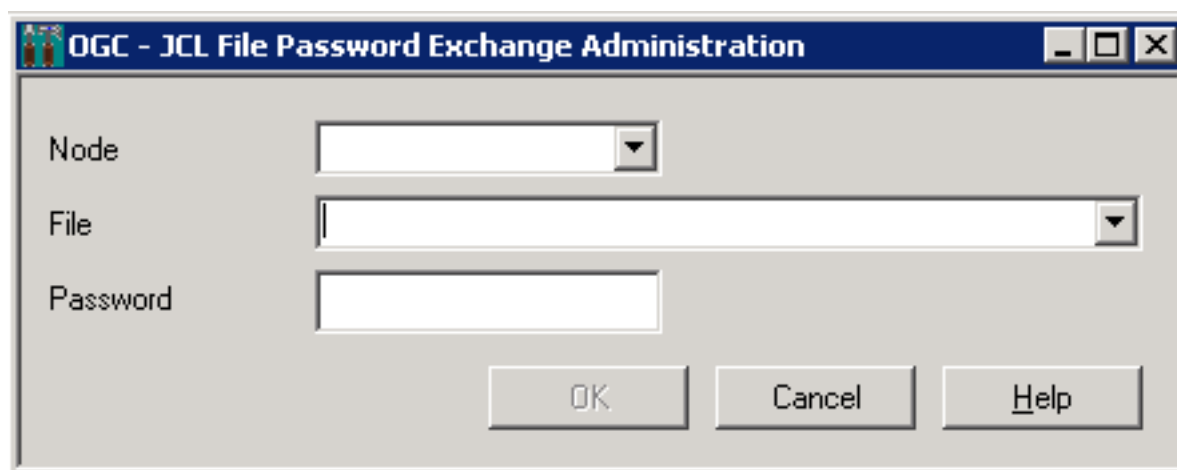 OGC - JCL File Password Exchange Administration
Node
File
Password
OK Cancel Help